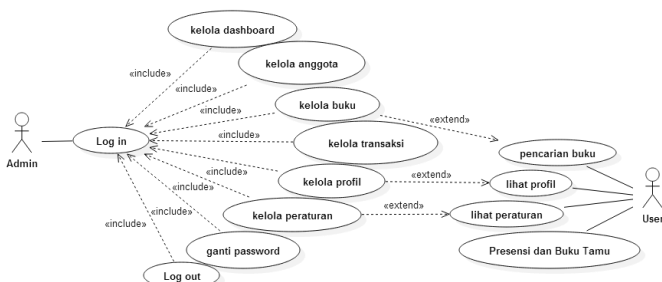 kelola dashboard
kelola anggota
«include»
«include»
kelola buku
«include»
«extend»
Log in
«include»
kelola transaksi
pencarian buku
Admin
kelola profil
«extend»
lihat profil
«include»
kelola peraturan
«extend»
lihat peraturan
«include»
«include»
User
ganti password
Presensi dan Buku Tamu
Log out